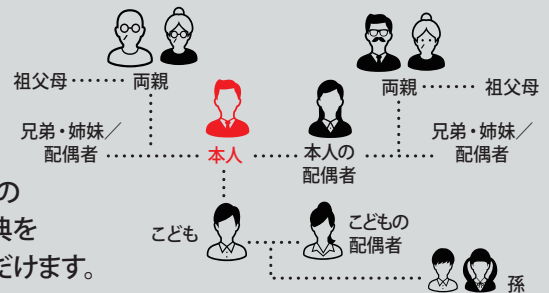 祖父母 両親 両親 祖父母
兄弟・姉妹／
配偶者
本人
本人の
配偶者
兄弟・姉妹／
配偶者
の
典を
だけます。
こども
こどもの
配偶者
孫